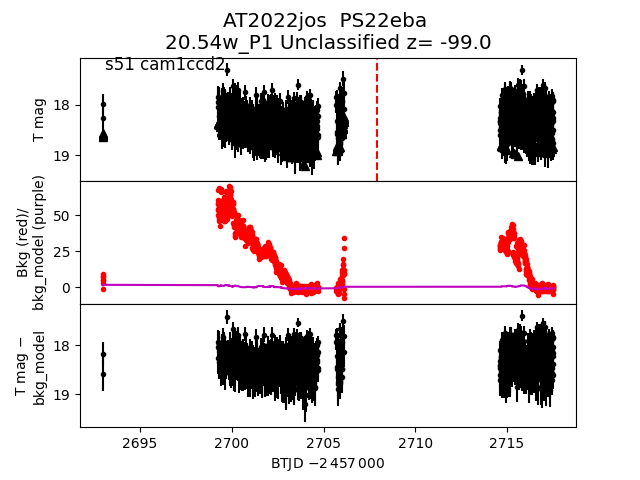 AT2022jos PS22eba
20.54w_P1 Unclassified z= -99.0
s51 cam1ccd2
T mag
18
19
Bkg (red)/
bkg_model (purple)
50
25
0
T mag −
bkg_model
18
19
2695 2700 2705 2710 2715
BTJD −2 457 000